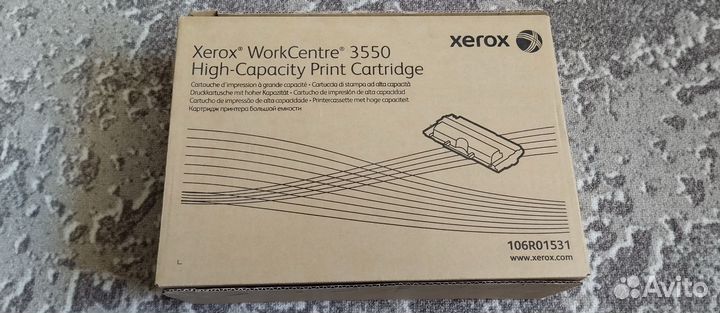 Xerox® WorkCentre® 3550
High-Capacity Print Cartridge
Cartouche d'impression à grande capacité • Cartuccia di stampa ad alta capacità
Druckkartusche mit hoher Kapazität • Cartucho de impresión de alta capacidad
Cartucho de impressão de alta capacidade • Printercassette met hoge capaciteit
Картридж принтера большой емкости
xerox
106R01531
www.xerox.com
Avito